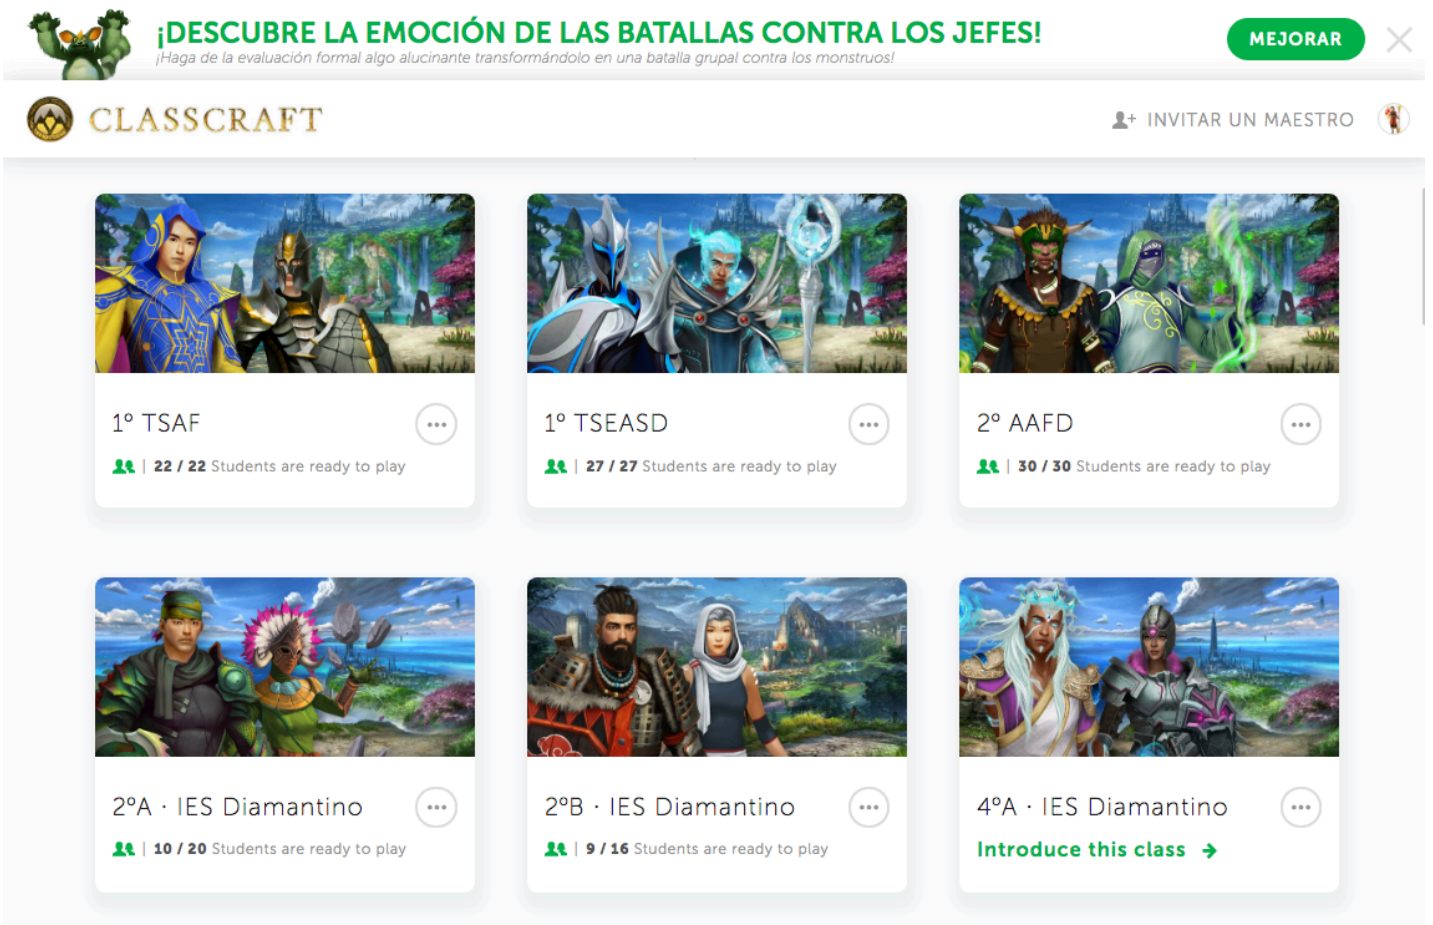 ¡DESCUBRE LA EMOCIÓN DE LAS BATALLAS CONTRA LOS JEFES!
¡Haga de la evaluación formal algo alucinante transformándolo en una batalla grupal contra los monstruos!
MEJORAR
CLASSCRAFT
INVITAR UN MAESTRO
1º TSAF
22 / 22 Students are ready to play
1º TSEASD
27 / 27 Students are ready to play
2º AAFD
30 / 30 Students are ready to play
2ºA · IES Diamantino
10 / 20 Students are ready to play
2ºB · IES Diamantino
9 / 16 Students are ready to play
4ºA · IES Diamantino
Introduce this class →